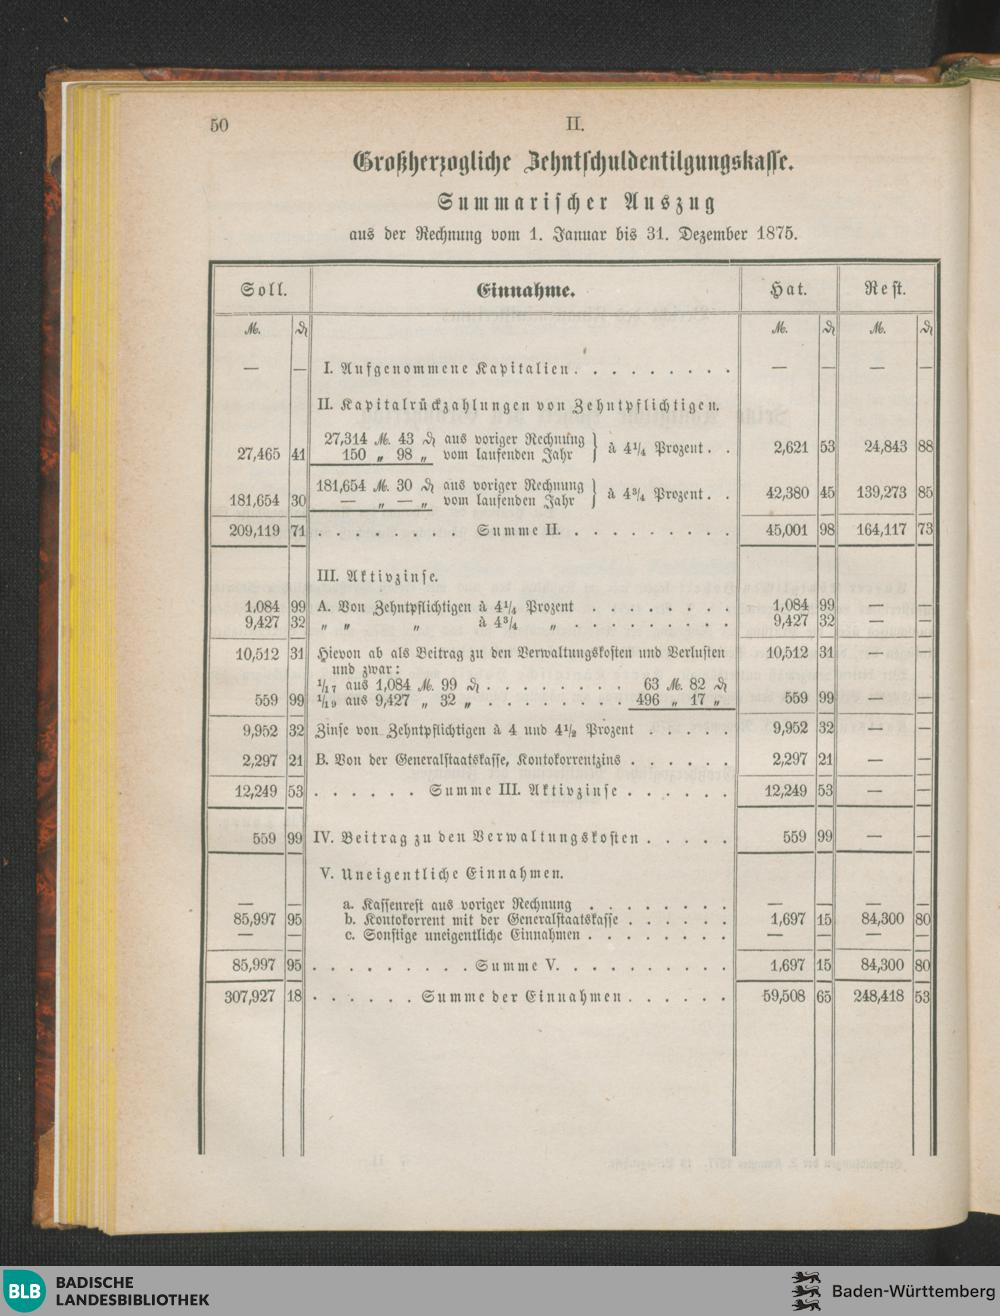 50 II.
Großherzogliche Zehntschuldentilgungskasse.
Summarischer Auszug
aus der Rechnung vom 1. Januar bis 31. Dezember 1875.
Soll. Einnahme. Hat. Rest.
ℳ. ₰ ℳ. ₰ ℳ. ₰
— — I. Aufgenommene Kapitalien. . . . . . . . . — — — —
II. Kapitalrückzahlungen von Zehntpflichtigen.
27,314 ℳ. 43 ₰ aus voriger Rechnung
27,465 41 150 „ 98 „ vom laufenden Jahr } à 4¼ Prozent . . 2,621 53 24,843 88
181,654 ℳ. 30 ₰ aus voriger Rechnung
181,654 30 — „ — „ vom laufenden Jahr } à 4¾ Prozent . . 42,380 45 139,273 85
209,119 71 . . . . . . . . Summe II. . . . . . . . . . 45,001 98 164,117 73
III. Aktivzinse.
1,084 99 A. Von Zehntpflichtigen à 4¼ Prozent . . . . . . . . 1,084 99 — —
9,427 32 „ „ „ à 4¾ „ . . . . . . . . . 9,427 32 — —
10,512 31 Hievon ab als Beitrag zu den Verwaltungskosten und Verlusten 10,512 31 — —
und zwar:
1/17 aus 1,084 ℳ. 99 ₰ . . . . . . . 63 ℳ. 82 ₰
559 99 1/19 aus 9,427 „ 32 „ . . . . . . . . 496 „ 17 „ 559 99 — —
9,952 32 Zinse von Zehntpflichtigen à 4 und 4½ Prozent . . . . . 9,952 32 — —
2,297 21 B. Von der Generalstaatskasse, Kontokorrentzins . . . . . . 2,297 21 — —
12,249 53 . . . . . . Summe III. Aktivzinse . . . . . . 12,249 53 — —
559 99 IV. Beitrag zu den Verwaltungskosten . . . . . 559 99 — —
V. Uneigentliche Einnahmen.
— — a. Kassenrest aus voriger Rechnung . . . . . . . . — — — —
85,997 95 b. Kontokorrent mit der Generalstaatskasse . . . . . . 1,697 15 84,300 80
— — c. Sonstige uneigentliche Einnahmen . . . . . . . . — — — —
85,997 95 . . . . . . . . . Summe V. . . . . . . . . . 1,697 15 84,300 80
307,927 18 . . . . . . Summe der Einnahmen . . . . . . 59,508 65 248,418 53
BLB BADISCHE
LANDESBIBLIOTHEK
Baden-Württemberg